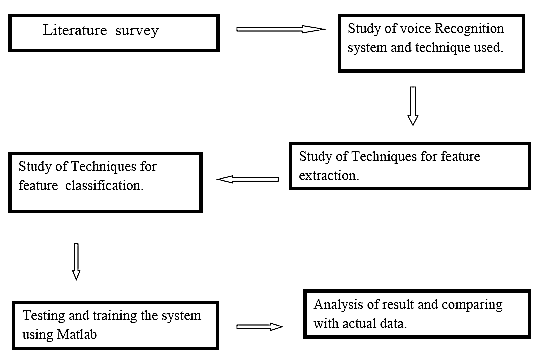 Literature survey
Study of voice Recognition
system and technique used.
Study of Techniques for feature
extraction.
Study of Techniques for
feature classification.
Testing and training the system
using Matlab
Analysis of result and comparing
with actual data.